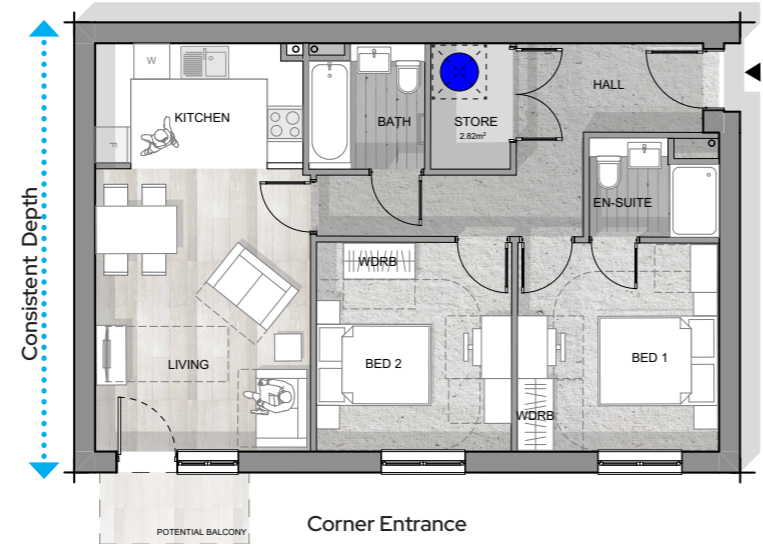 W
HALL
KITCHEN
BATH
STORE
2.82m²
F
EN-SUITE
Consistent Depth
WDRB
LIVING
BED 2
BED 1
WDRB
POTENTIAL BALCONY
Corner Entrance